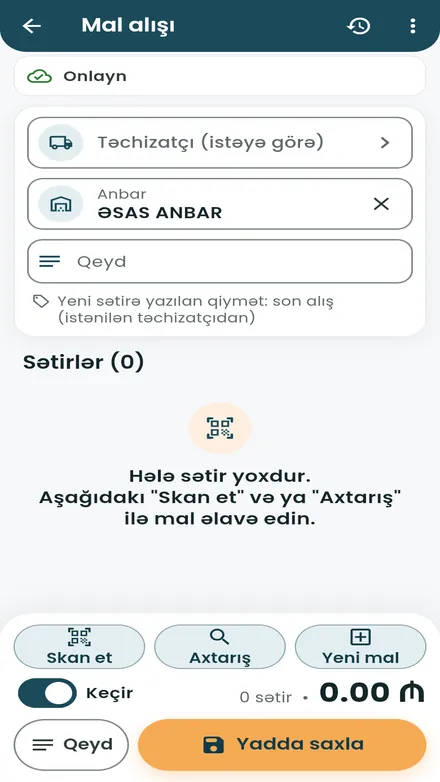 Mal alışı
Onlayn
Təchizatçı (istəyə görə)
Anbar
ƏSAS ANBAR
Qeyd
Yeni sətirə yazılan qiymət: son alış
(istənilən təchizatçıdan)
Sətirlər (0)
Hələ sətir yoxdur.
Aşağıdakı "Skan et" və ya "Axtarış"
ilə mal əlavə edin.
Skan et
Axtarış
Yeni mal
Keçir
0 sətir • 0.00 ₼
Qeyd
Yadda saxla